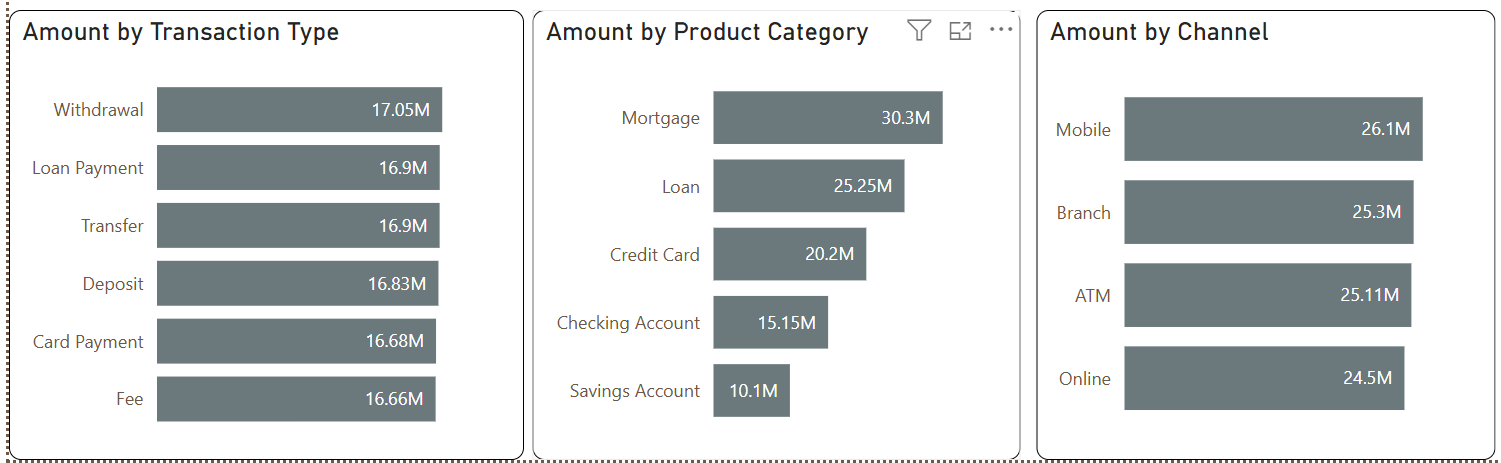 Amount by Transaction Type
Withdrawal 17.05M
Loan Payment 16.9M
Transfer 16.9M
Deposit 16.83M
Card Payment 16.68M
Fee 16.66M
Amount by Product Category
Mortgage 30.3M
Loan 25.25M
Credit Card 20.2M
Checking Account 15.15M
Savings Account 10.1M
Amount by Channel
Mobile 26.1M
Branch 25.3M
ATM 25.11M
Online 24.5M